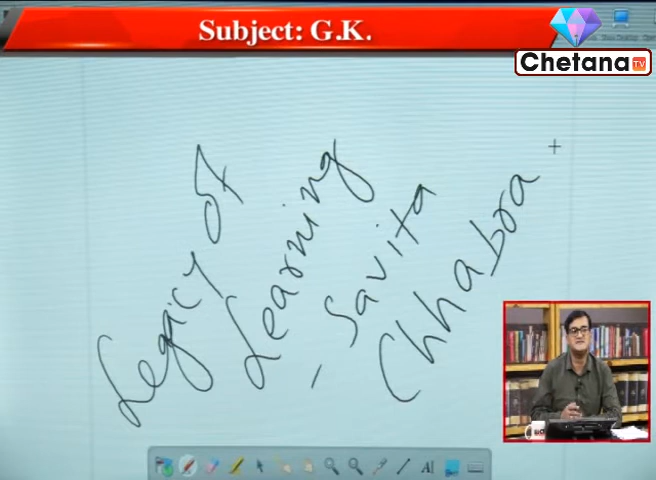 Subject: G.K.
Chetana TV
Legacy of
Learning
- Savita
Chhabra